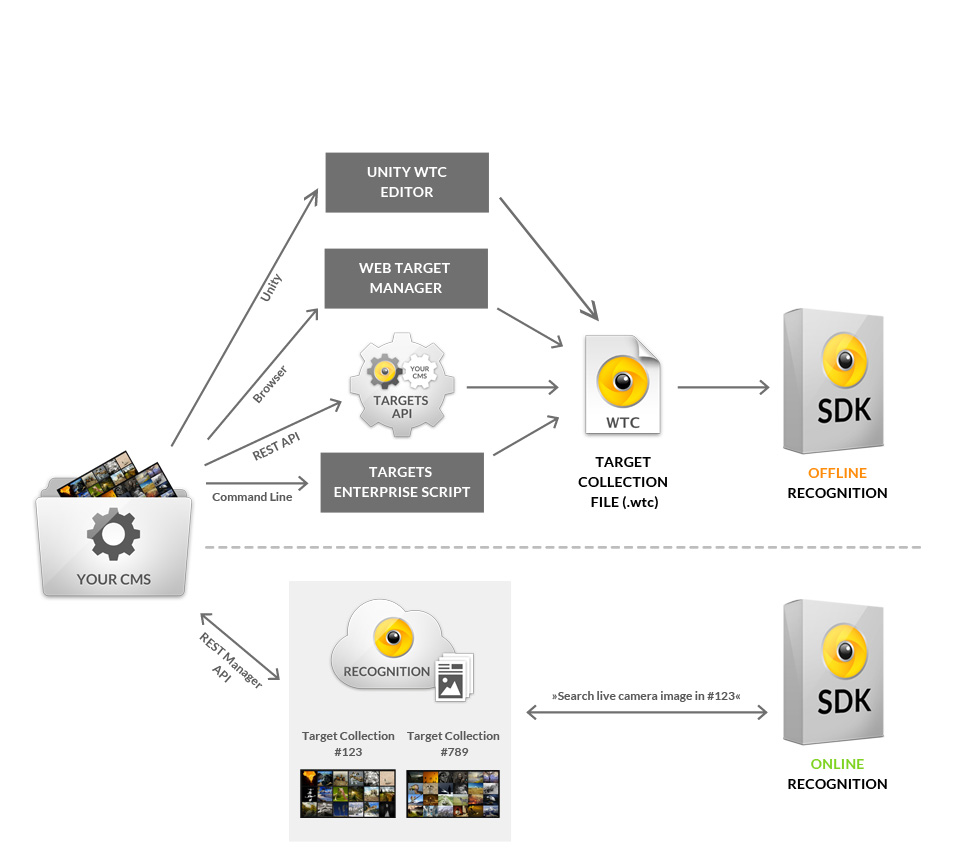 UNITY WTC
EDITOR
Unity
WEB TARGET
MANAGER
Browser
YOUR
CMS
TARGETS
API
REST API
TARGETS
ENTERPRISE SCRIPT
Command Line
WTC
TARGET
COLLECTION
FILE (.wtc)
SDK
OFFLINE
RECOGNITION
YOUR CMS
REST Manager
API
RECOGNITION
Target Collection
#123
Target Collection
#789
»Search live camera image in #123«
SDK
ONLINE
RECOGNITION